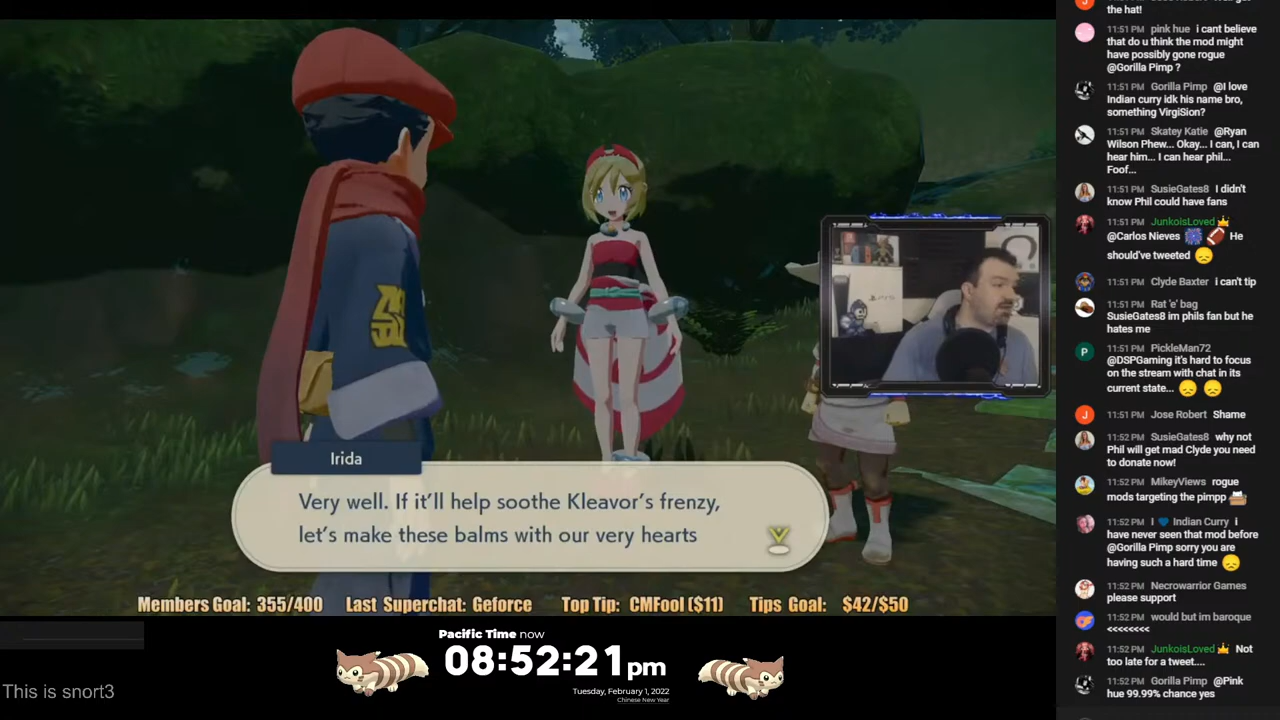 Irida
Very well. If it'll help soothe Kleavor's frenzy,
let's make these balms with our very hearts
Members Goal: 355/400 Last Superchat: Geforce Top Tip: CMFool ($11) Tips Goal: $42/$50
Pacific Time now
08:52:21pm
Tuesday, February 1, 2022
Chinese New Year
This is snort3
the hat!
11:51 PM pink hue i cant believe
that do u think the mod might
have possibly gone rogue
@Gorilla Pimp ?
11:51 PM Gorilla Pimp @I love
Indian curry idk his name bro,
something VirgiSion?
11:51 PM Skatey Katie @Ryan
Wilson Phew... Okay... I can, I can
hear him... I can hear phil...
Foof...
11:51 PM SusieGates8 I didn't
know Phil could have fans
11:51 PM JunkoisLoved
@Carlos Nieves 🎆 🏈 He
should've tweeted 😞
11:51 PM Clyde Baxter i can't tip
11:51 PM Rat 'e' bag
SusieGates8 im phils fan but he
hates me
P
11:51 PM PickleMan72
@DSPGaming it's hard to focus
on the stream with chat in its
current state... 😞 😞
J
11:51 PM Jose Robert Shame
11:52 PM SusieGates8 why not
Phil will get mad Clyde you need
to donate now!
11:52 PM MikeyViews rogue
mods targeting the pimpp
11:52 PM I 💙 Indian Curry i
have never seen that mod before
@Gorilla Pimp sorry you are
having such a hard time 😞
11:52 PM Necrowarrior Games
please support
11:52 PM would but im baroque
<<<<<<<<
11:52 PM JunkoisLoved Not
too late for a tweet....
11:52 PM Gorilla Pimp @Pink
hue 99.99% chance yes